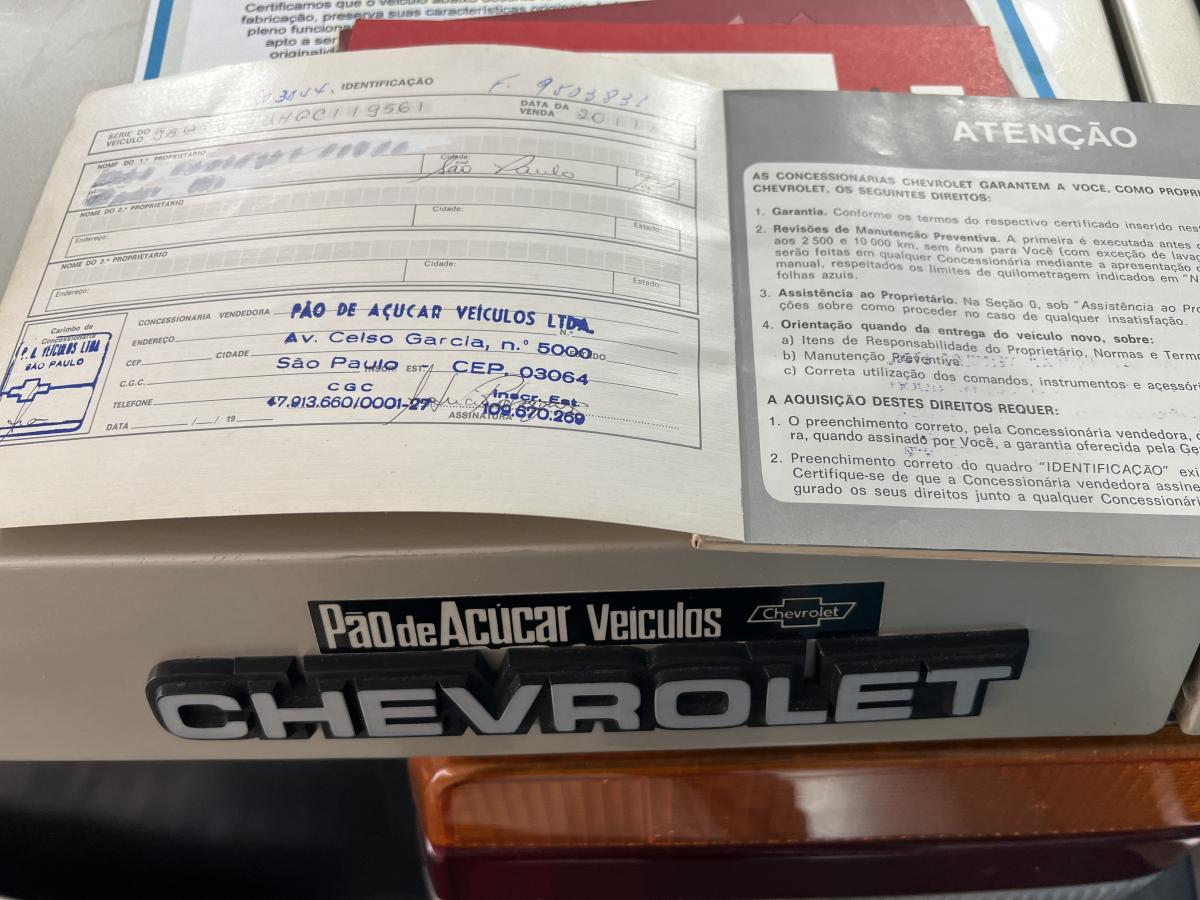 Certificamos que o veículo
fabricação, preserva suas características originais
pleno funciona
apto a ser
originalid
IDENTIFICAÇÃO F. 9503831
SÉRIE DO VEÍCULO DATA DA VENDA
NOME DO 1.º PROPRIETÁRIO Cidade: São Paulo
NOME DO 2.º PROPRIETÁRIO Cidade:
Endereço: Estado:
NOME DO 3.º PROPRIETÁRIO Cidade:
Endereço: Estado:
Carimbo da Concessionária
VEÍCULOS LTDA
SÃO PAULO
CONCESSIONÁRIA VENDEDORA PÃO DE AÇUCAR VEÍCULOS LTDA.
ENDEREÇO Av. Celso Garcia, n.º 5000
CEP CIDADE São Paulo EST. CEP. 03064
C.G.C. CGC Inscr. Est.
TELEFONE 47.913.660/0001-27 109.670.269
DATA / / 19 ASSINATURA
ATENÇÃO
AS CONCESSIONÁRIAS CHEVROLET GARANTEM A VOCÊ, COMO PROPRI
CHEVROLET, OS SEGUINTES DIREITOS:
1. Garantia. Conforme os termos do respectivo certificado inserido nest
2. Revisões de Manutenção Preventiva. A primeira é executada antes d
aos 2 500 e 10 000 km, sem ônus para Você (com exceção de lavag
serão feitas em qualquer Concessionária mediante a apresentação d
manual, respeitados os limites de quilometragem indicados em "N
folhas azuis.
3. Assistência ao Proprietário. Na Seção 0, sob "Assistência ao Pro
ções sobre como proceder no caso de qualquer insatisfação.
4. Orientação quando da entrega do veículo novo, sobre:
a) Itens de Responsabilidade do Proprietário, Normas e Termo
b) Manutenção Preventiva.
c) Correta utilização dos comandos, instrumentos e acessóri
A AQUISIÇÃO DESTES DIREITOS REQUER:
1. O preenchimento correto, pela Concessionária vendedora, d
ra, quando assinado por Você, a garantia oferecida pela Ge
2. Preenchimento correto do quadro "IDENTIFICAÇÃO" exi
Certifique-se de que a Concessionária vendedora assine
gurado os seus direitos junto a qualquer Concessionári
Pão de Açúcar Veículos Chevrolet
CHEVROLET